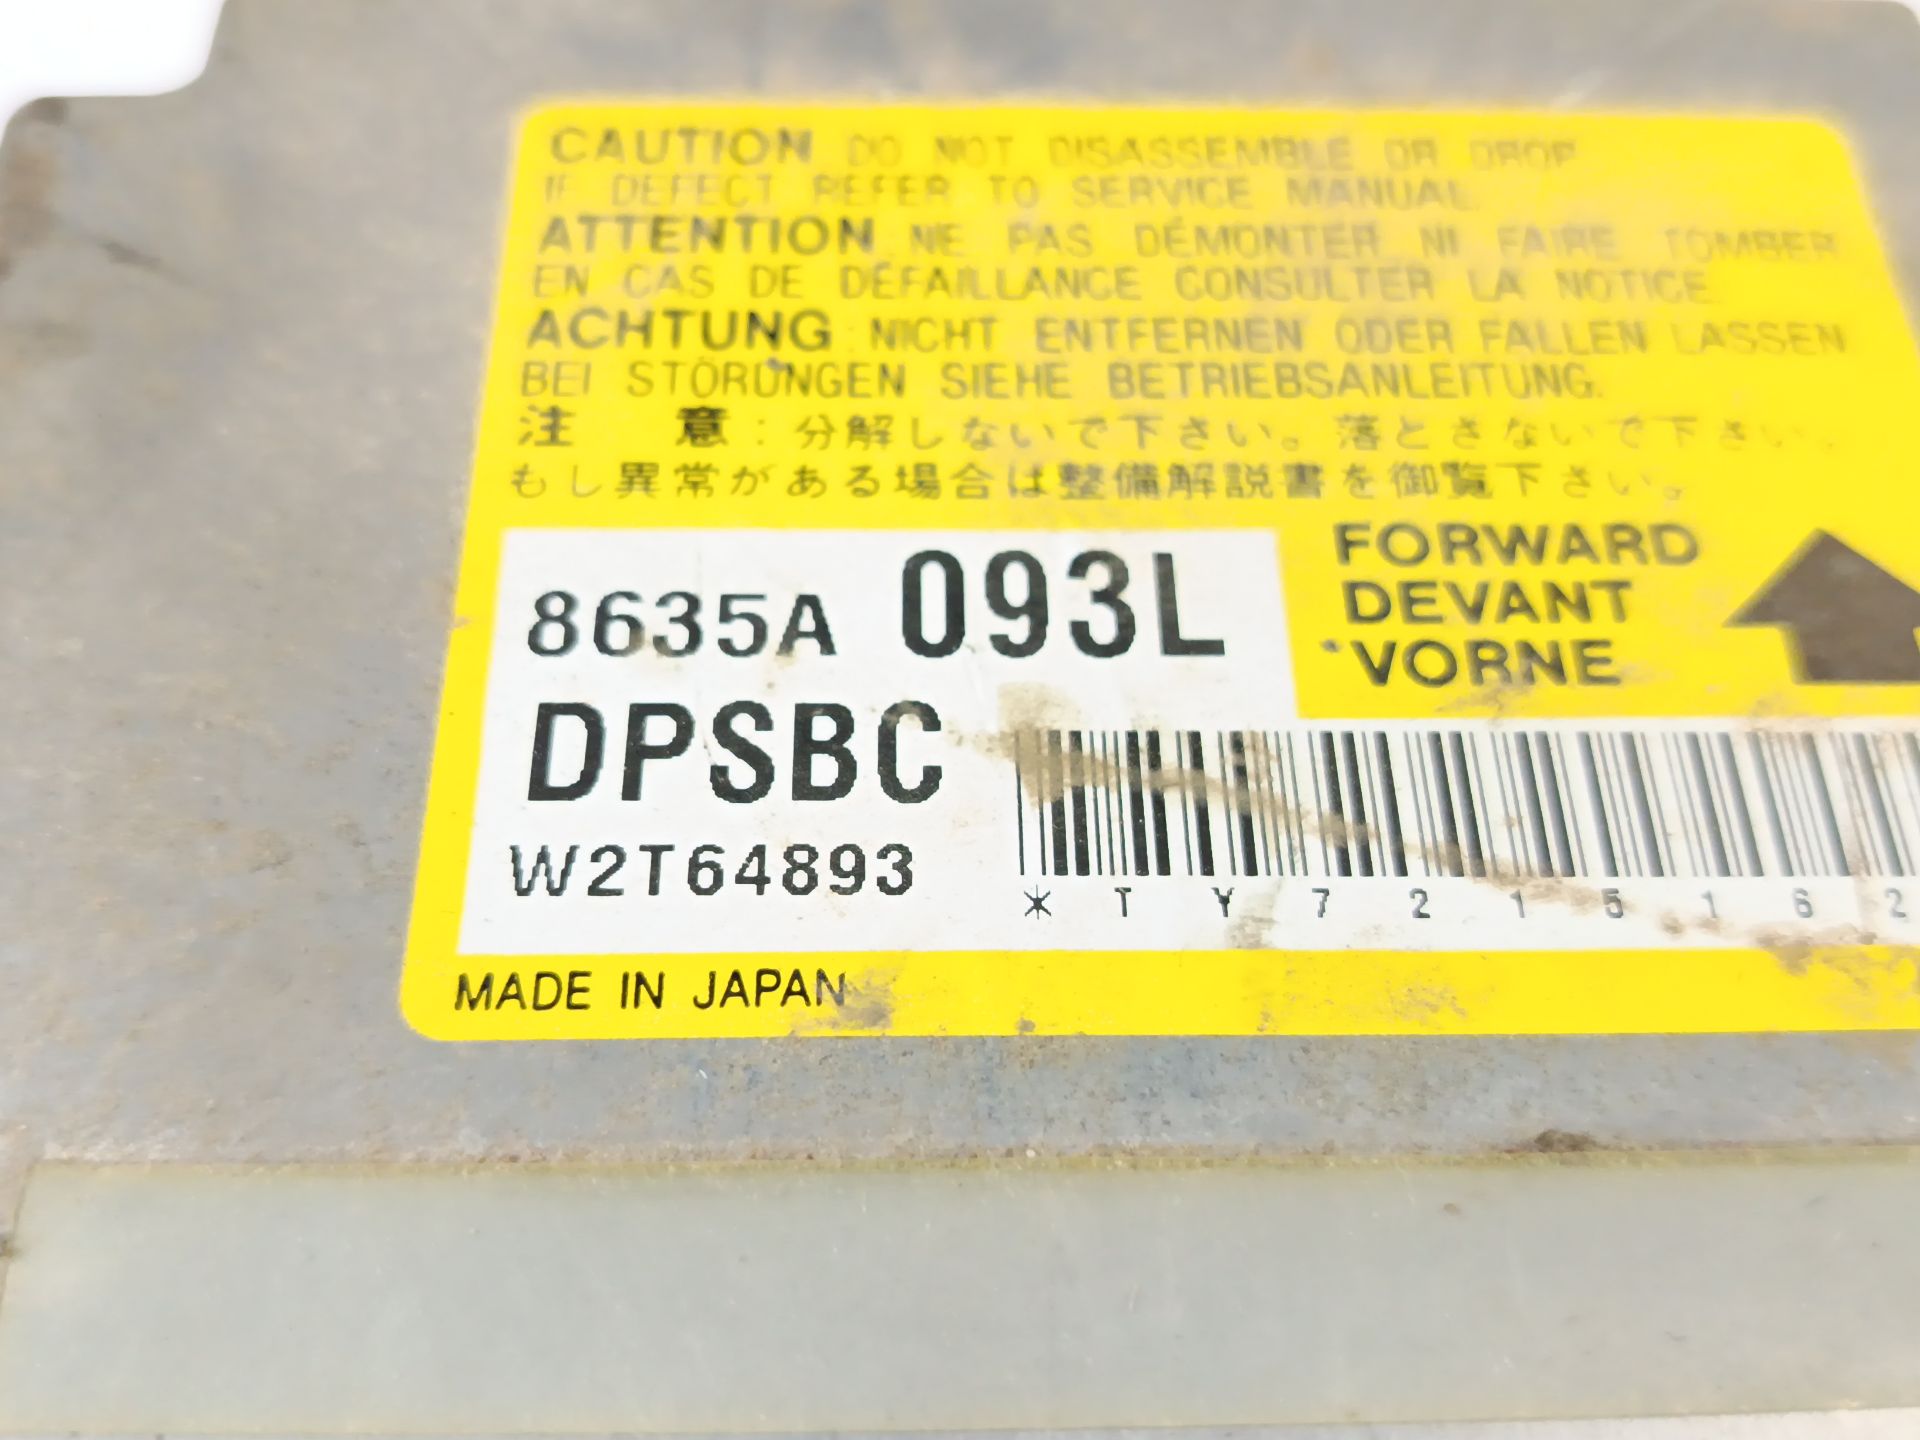 CAUTION DO NOT DISASSEMBLE OR DROP
IF DEFECT REFER TO SERVICE MANUAL
ATTENTION NE PAS DÉMONTER NI FAIRE TOMBER
EN CAS DE DÉFAILLANCE CONSULTER LA NOTICE
ACHTUNG NICHT ENTFERNEN ODER FALLEN LASSEN
BEI STÖRUNGEN SIEHE BETRIEBSANLEITUNG.
注 意:分解しないで下さい。落とさないで下さい。
もし異常がある場合は整備解説書を御覧下さい。
FORWARD
DEVANT
VORNE
8635A 093L
DPSBC
W2T64893
*TY7215162
MADE IN JAPAN